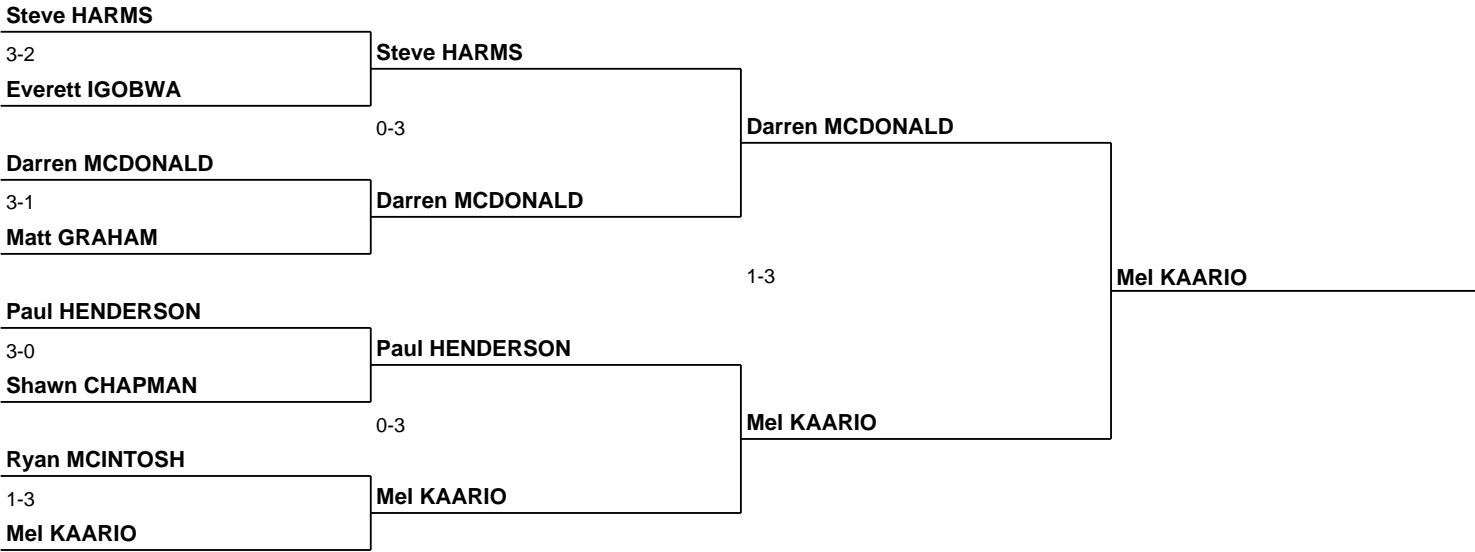 Steve HARMS
3-2
Steve HARMS
Everett IGOBWA
0-3
Darren MCDONALD
Darren MCDONALD
3-1
Darren MCDONALD
Matt GRAHAM
1-3
Mel KAARIO
Paul HENDERSON
3-0
Paul HENDERSON
Shawn CHAPMAN
0-3
Mel KAARIO
Ryan MCINTOSH
1-3
Mel KAARIO
Mel KAARIO